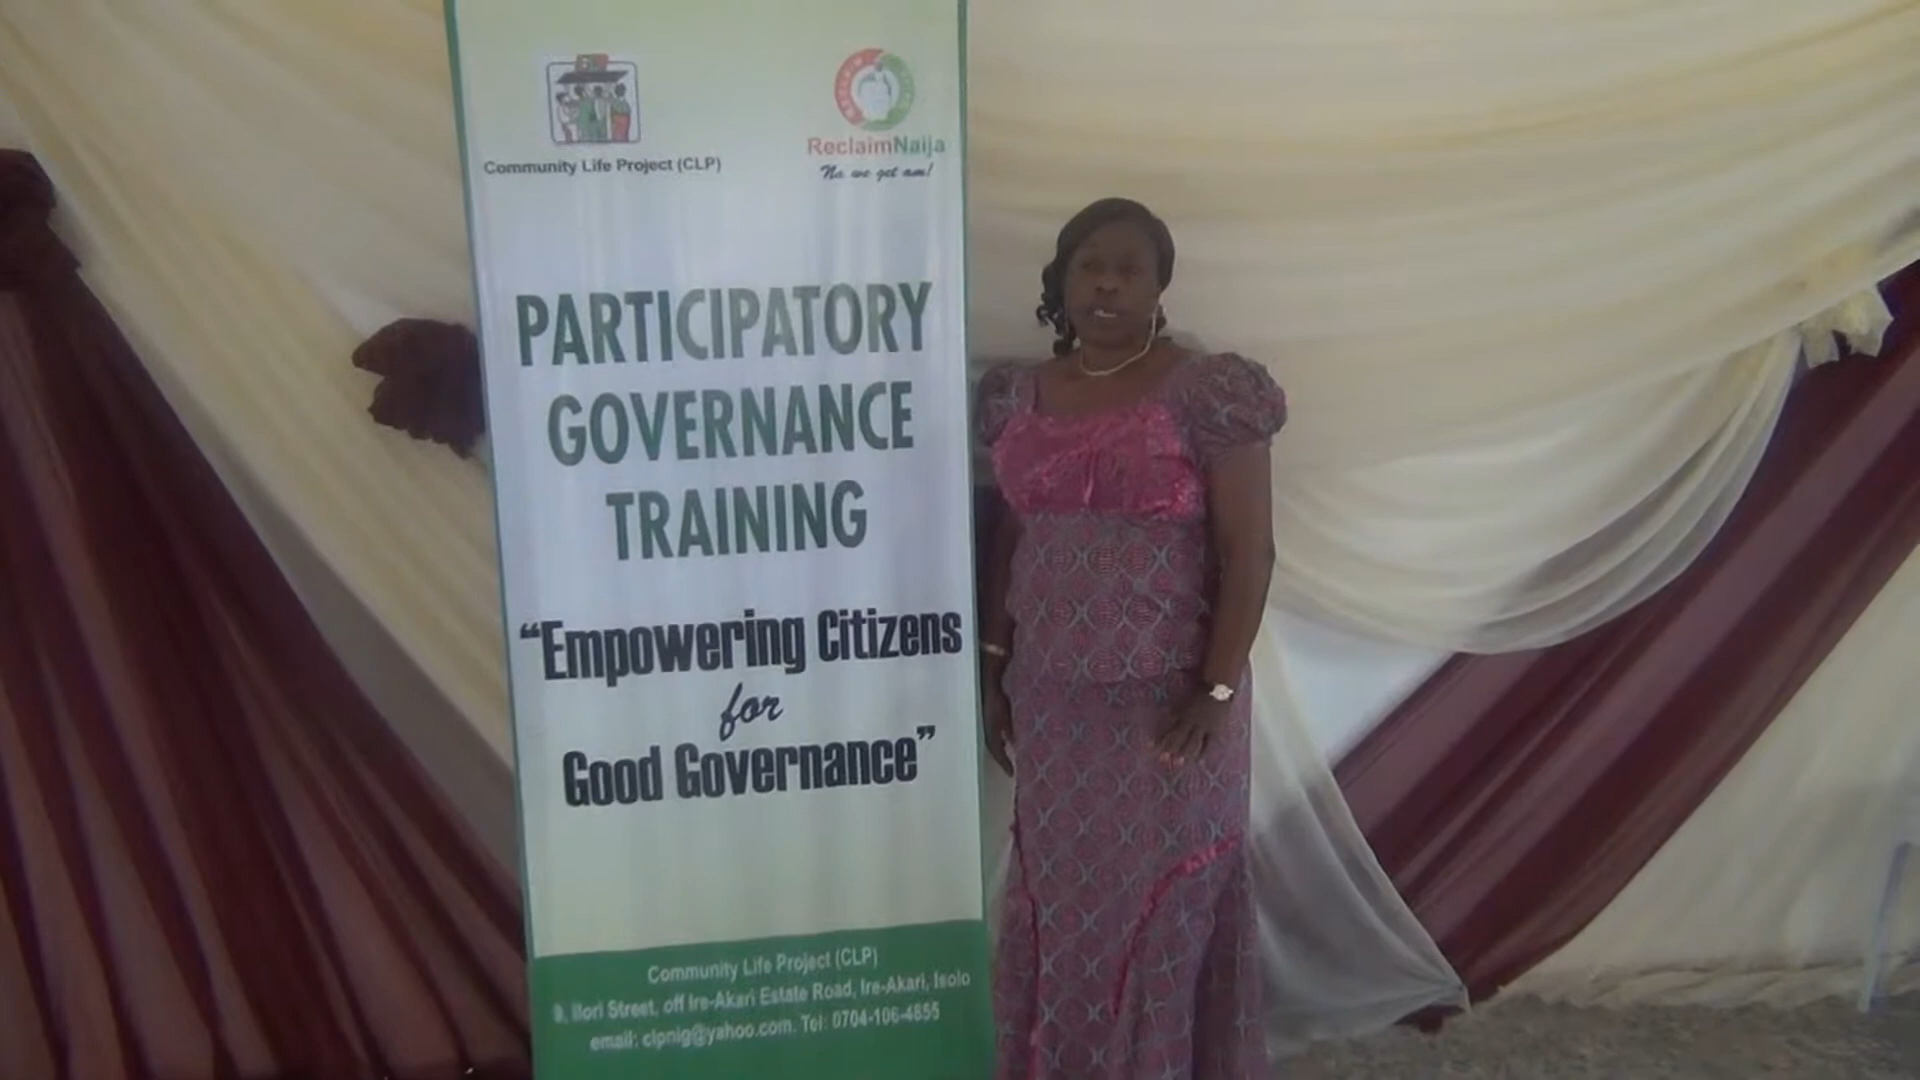 Community Life Project (CLP)
ReclaimNaija
Na we get am!
PARTICIPATORY
GOVERNANCE
TRAINING
“Empowering Citizens
for
Good Governance”
Community Life Project (CLP)
9, Ilori Street, off Ire-Akari Estate Road, Ire-Akari, Isolo
email: clpnig@yahoo.com. Tel: 0704-106-4855